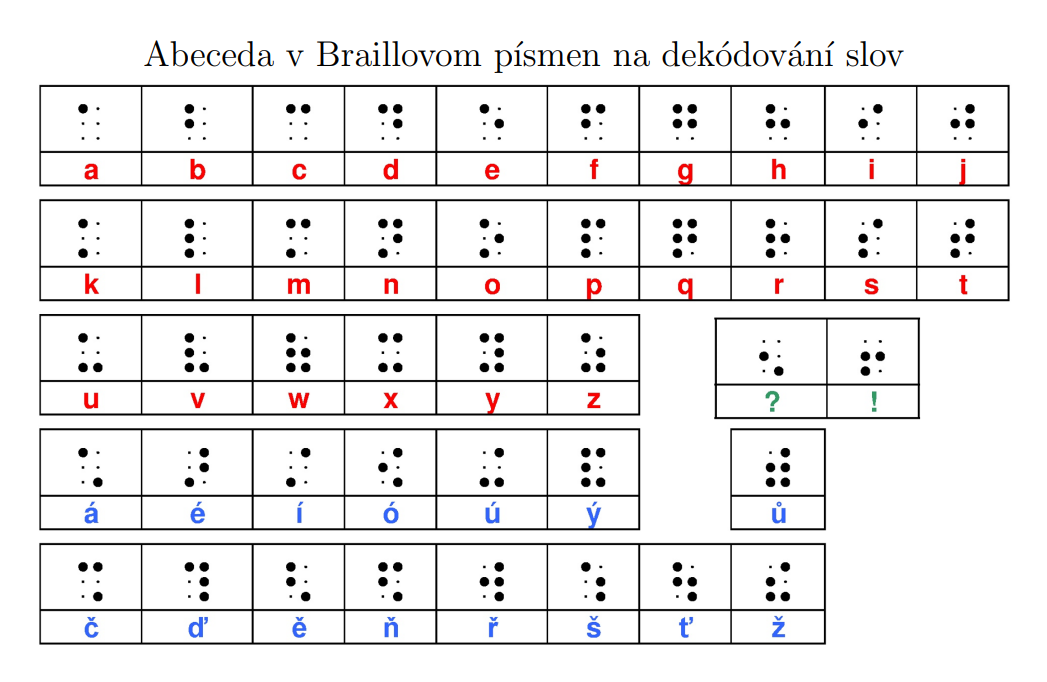 Abeceda v Braillovom písmen na dekódování slov
a b c d e f g h i j
k l m n o p q r s t
u v w x y z ? !
á é í ó ú ý ů
č ď ě ň ř š ť ž